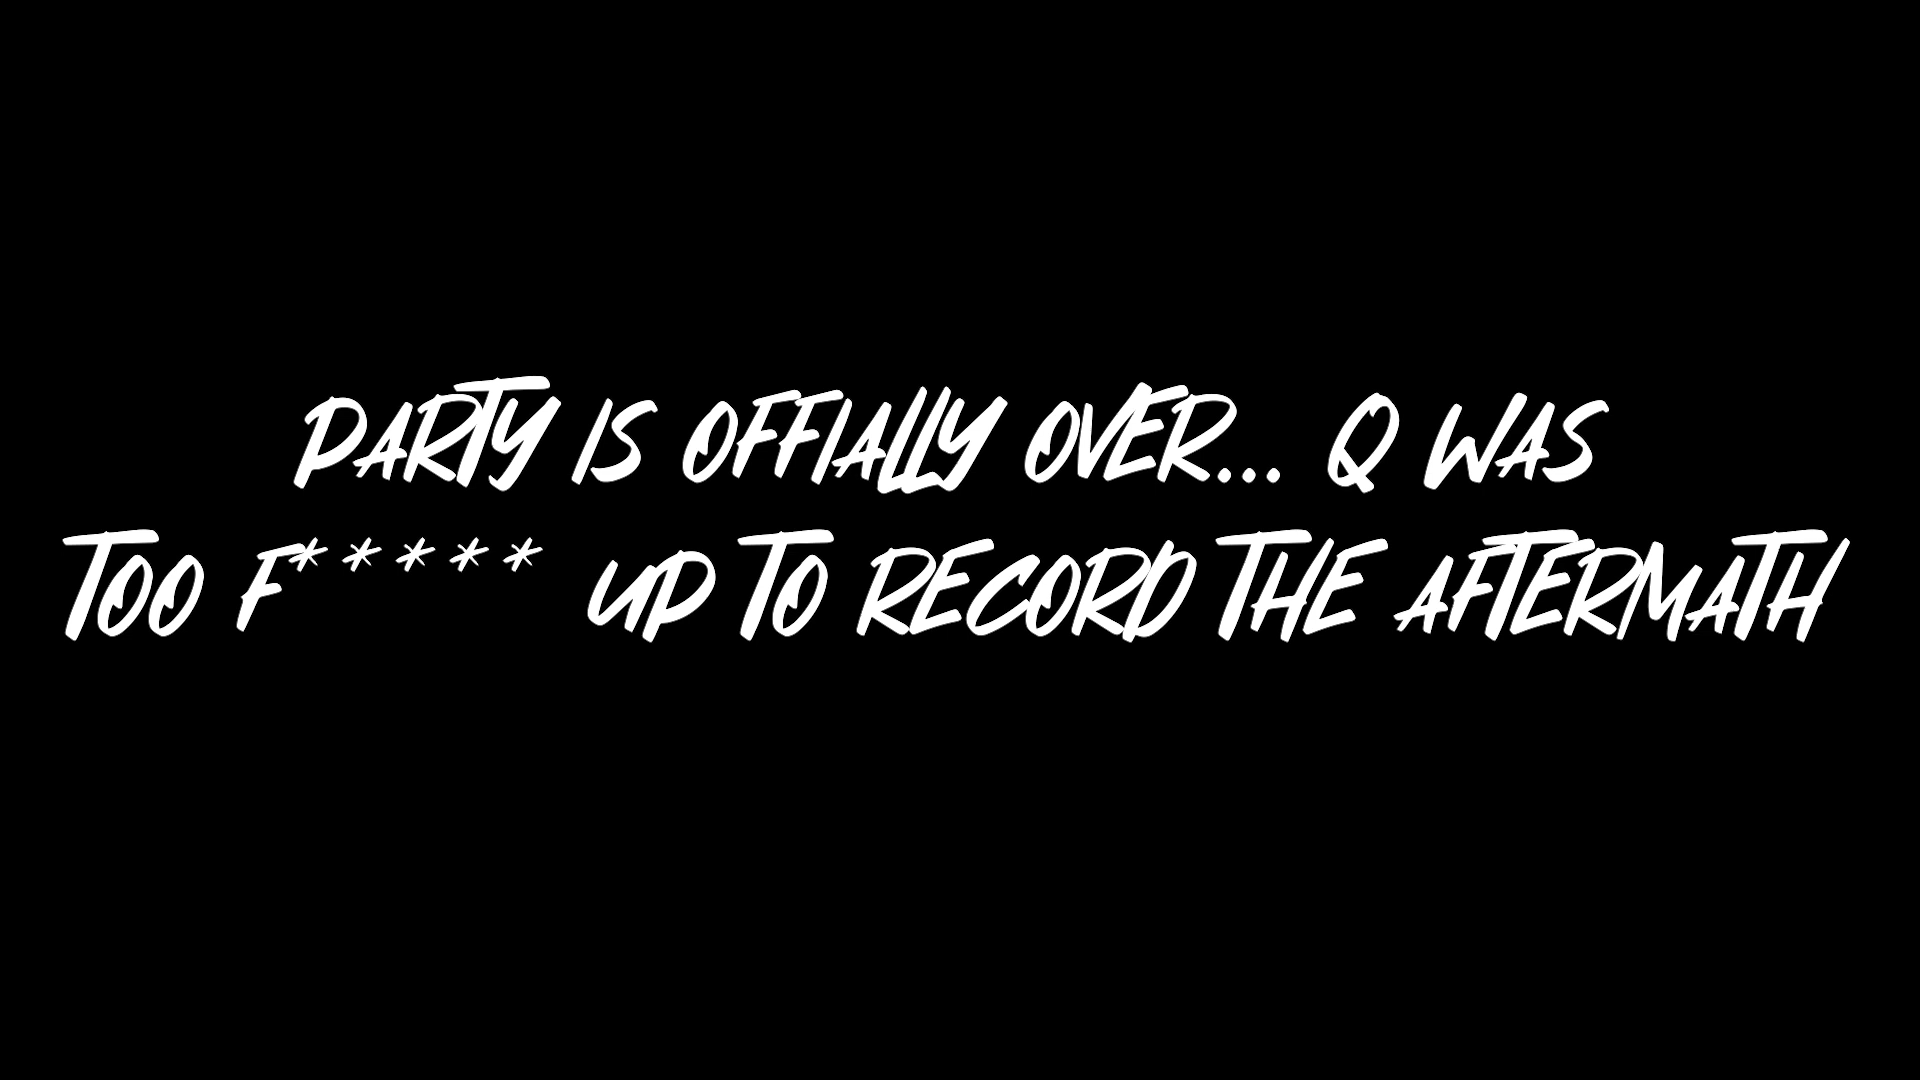 PARTY IS OFFIALLY OVER... Q WAS
TOO F***** UP TO RECORD THE AFTERMATH